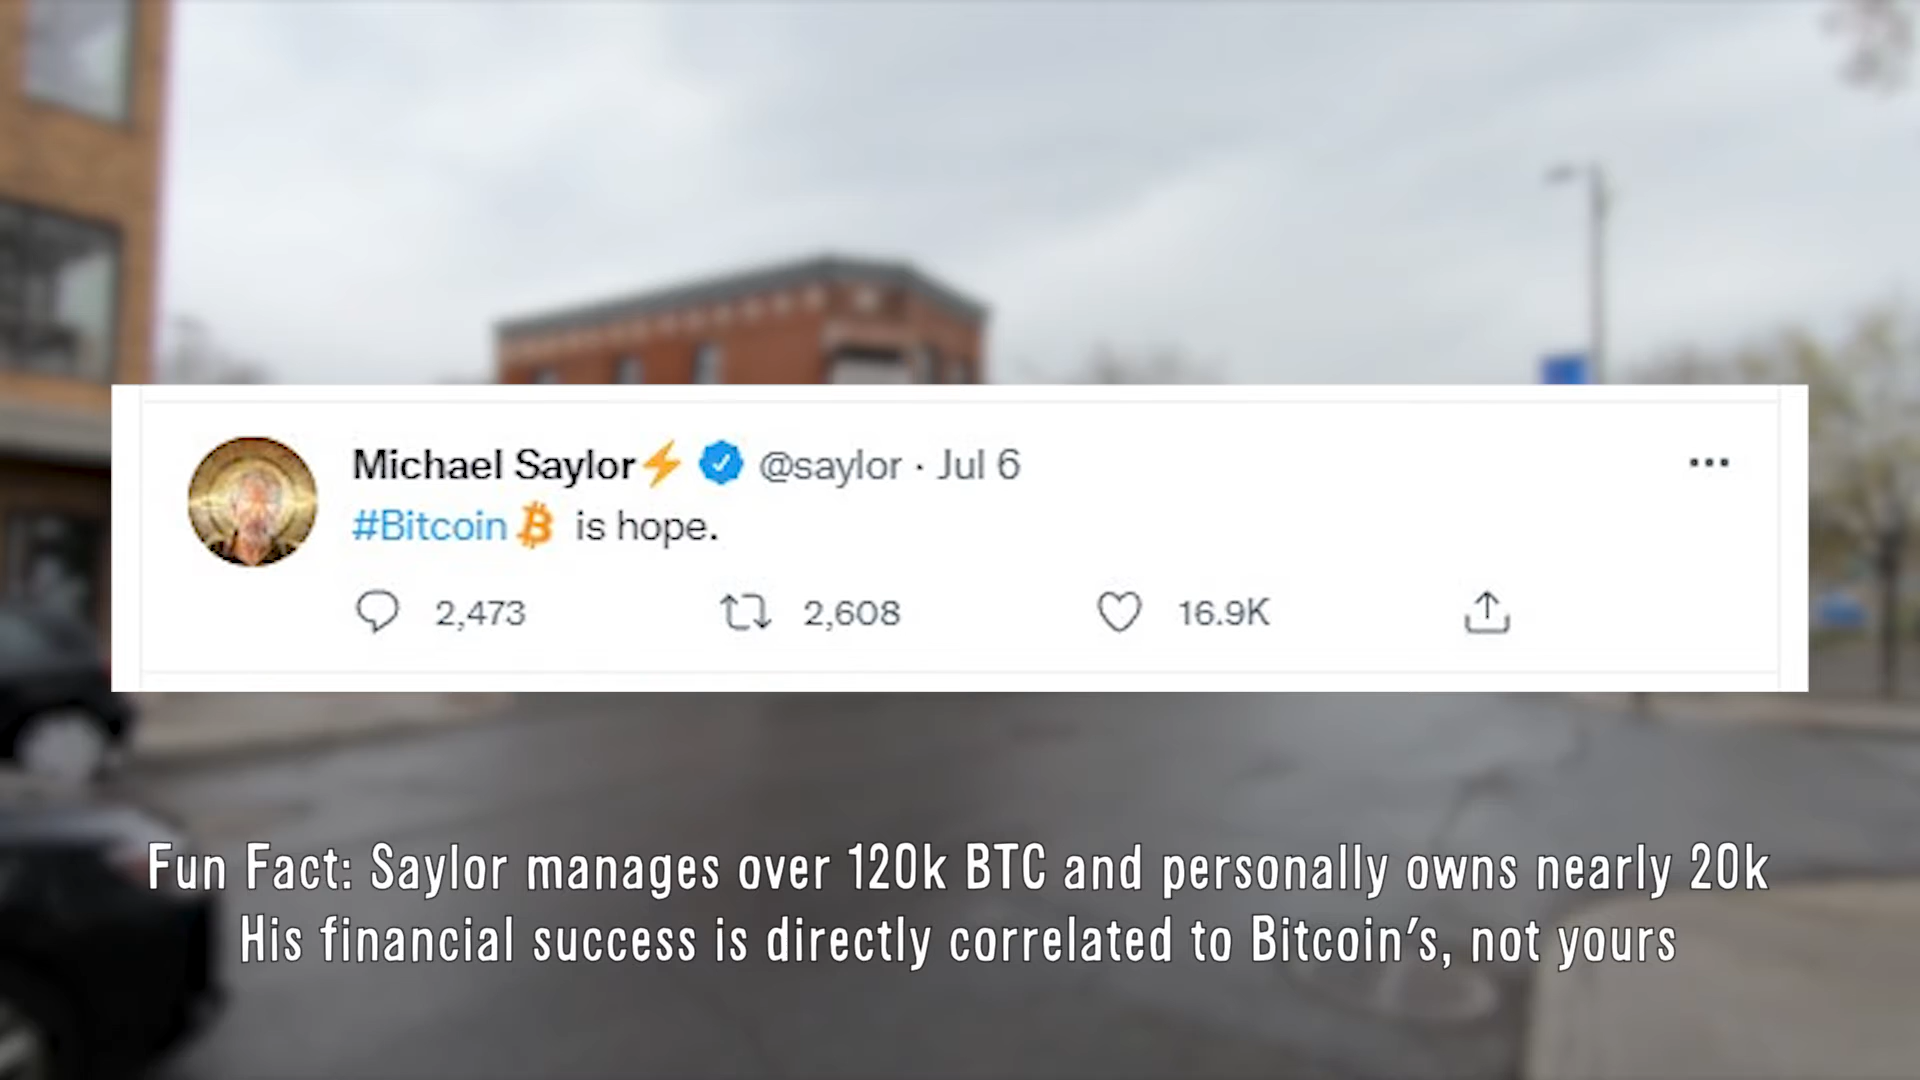 Michael Saylor⚡ @saylor · Jul 6
#Bitcoin is hope.
2,473 2,608 16.9K
Fun Fact: Saylor manages over 120k BTC and personally owns nearly 20k
His financial success is directly correlated to Bitcoin's, not yours